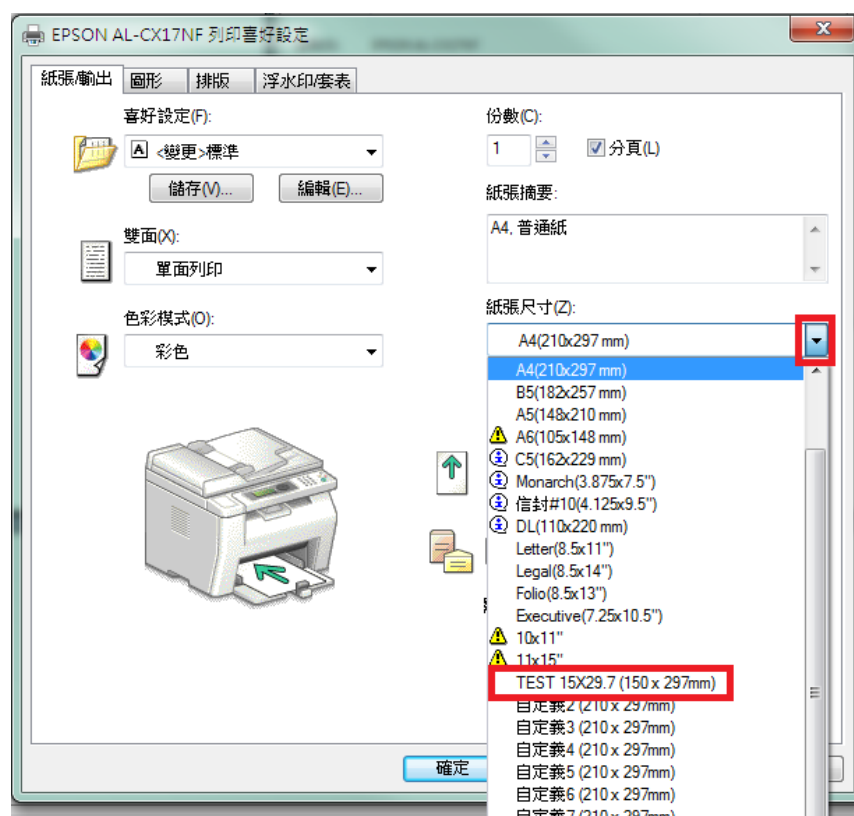 EPSON AL-CX17NF 列印喜好設定
紙張/輸出 圖形 排版 浮水印/套表
喜好設定(F):
A <變更>標準
儲存(V)... 編輯(E)...
雙面(X):
單面列印
色彩模式(O):
彩色
份數(C):
1 分頁(L)
紙張摘要:
A4, 普通紙
紙張尺寸(Z):
A4(210x297 mm)
A4(210x297 mm)
B5(182x257 mm)
A5(148x210 mm)
A6(105x148 mm)
C5(162x229 mm)
Monarch(3.875x7.5")
信封#10(4.125x9.5")
DL(110x220 mm)
Letter(8.5x11")
Legal(8.5x14")
Folio(8.5x13")
Executive(7.25x10.5")
10x11"
11x15"
TEST 15X29.7 (150 x 297mm)
自定義2 (210 x 297mm)
自定義3 (210 x 297mm)
自定義4 (210 x 297mm)
自定義5 (210 x 297mm)
自定義6 (210 x 297mm)
自定義7 (210 x 297mm)
確定